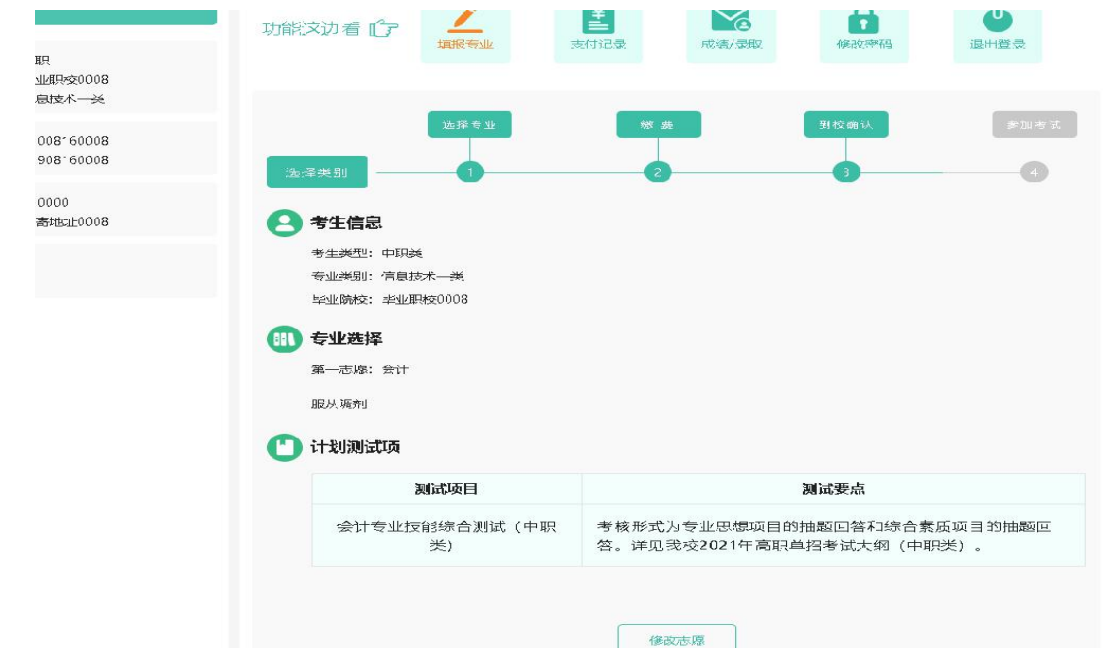 功能这边看
填报专业
支付记录
成绩/录取
修改密码
退出登录
职
业职校0008
息技术一类
008160008
908160008
0000
寄地址0008
选择类别
选择专业
缴 费
到校确认
参加考试
1
2
3
4
考生信息
考生类型：中职类
专业类别：信息技术一类
毕业院校：毕业职校0008
专业选择
第一志愿：会计
服从调剂
计划测试项
测试项目
测试要点
会计专业技能综合测试（中职
类）
考核形式为专业思想项目的抽题回答和综合素质项目的抽题回
答。详见我校2021年高职单招考试大纲（中职类）。
修改志愿